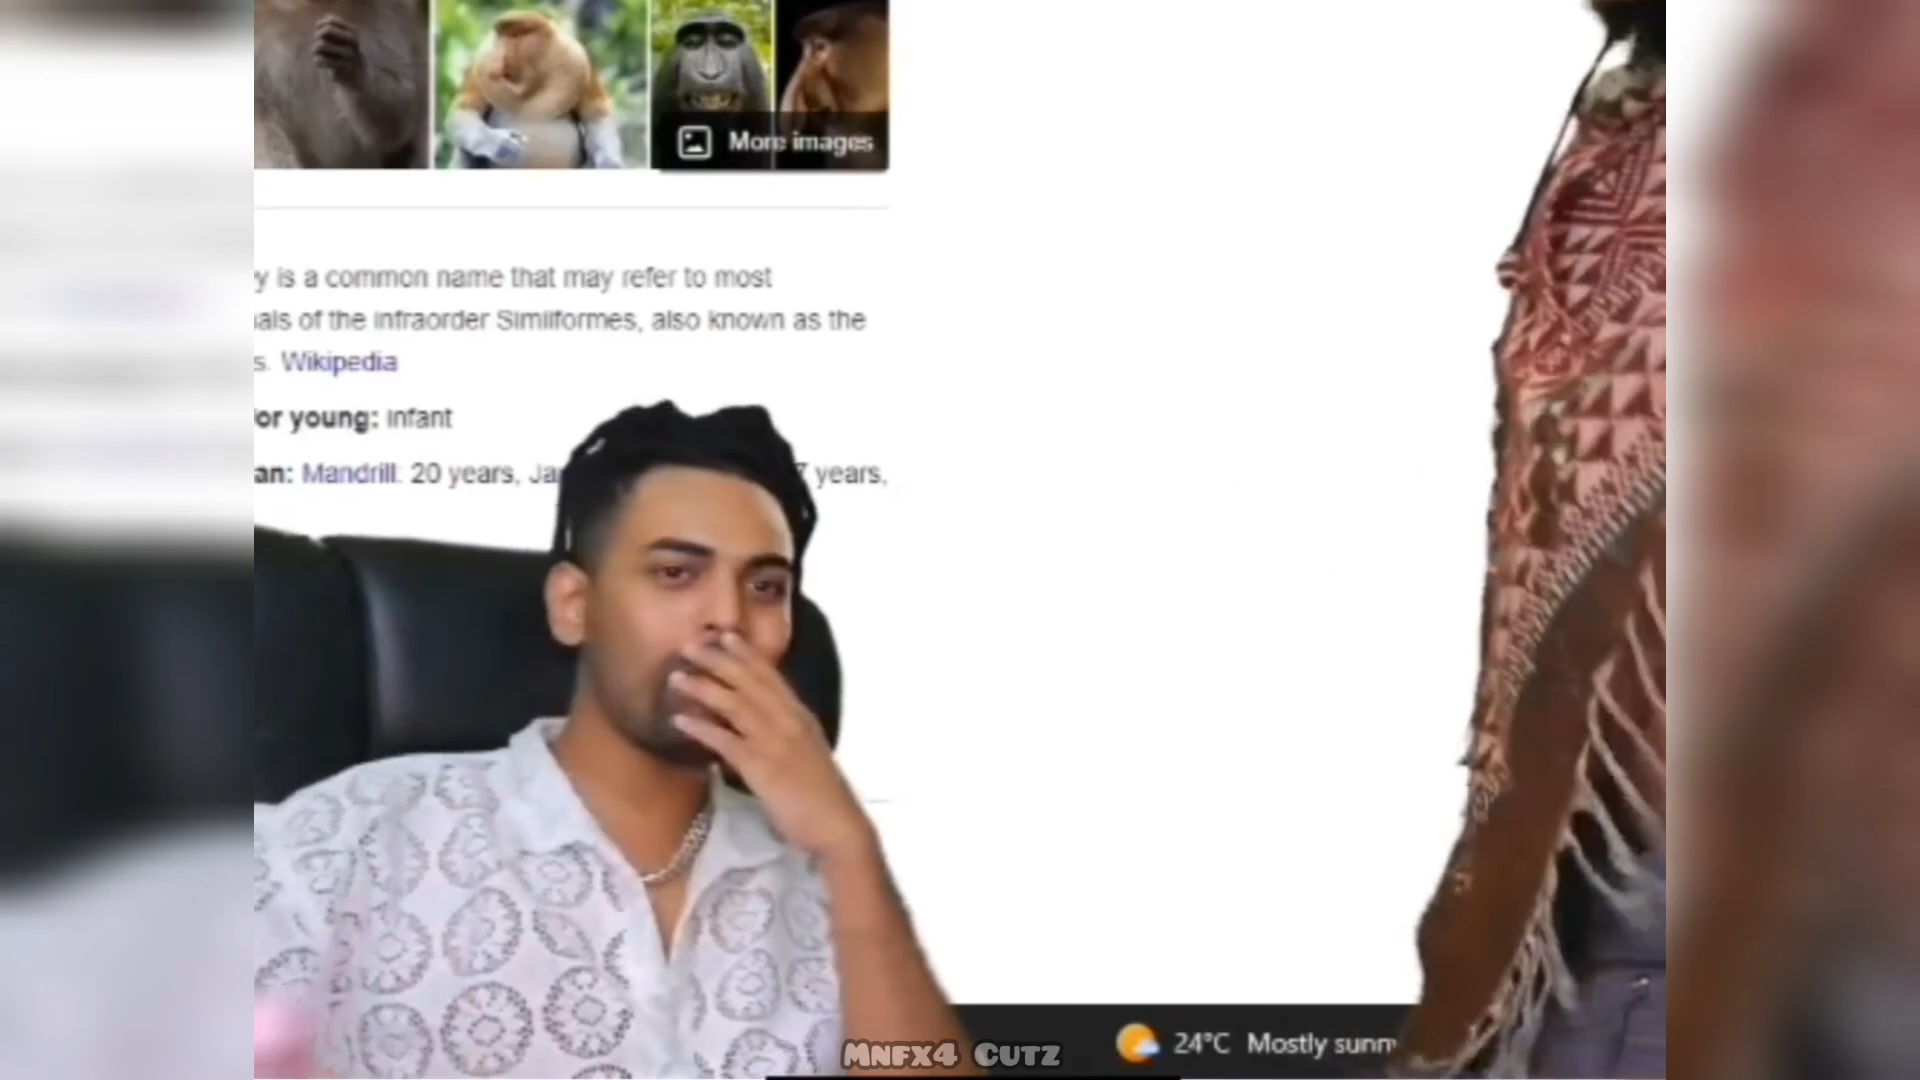 More images
y is a common name that may refer to most
als of the infraorder Simiiformes, also known as the
s. Wikipedia
or young: Infant
an: Mandrill: 20 years, Ja 7 years,
24°C Mostly sunn
MNFX4 CUTZ